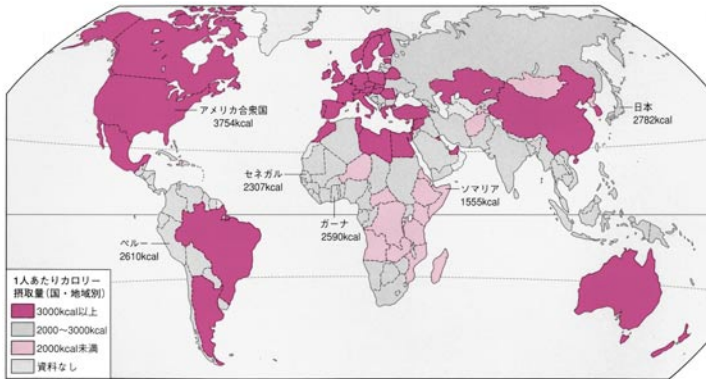 アメリカ合衆国
3754kcal
日本
2782kcal
セネガル
2307kcal
ソマリア
1555kcal
ガーナ
2590kcal
ペルー
2610kcal
1人あたりカロリー
摂取量(国・地域別)
3000kcal以上
2000〜3000kcal
2000kcal未満
資料なし